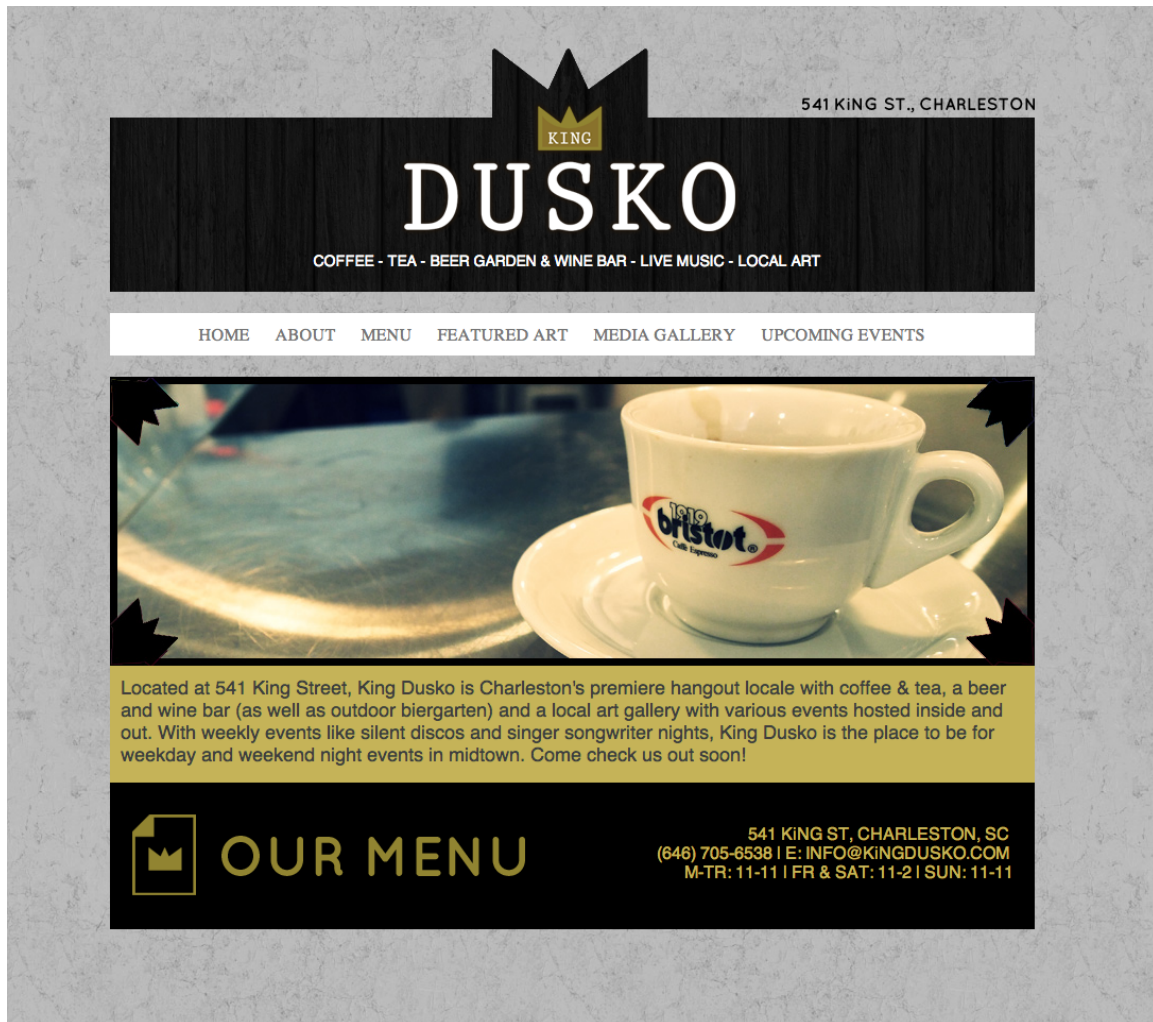 541 KiNG ST., CHARLESTON
KING
DUSKO
COFFEE - TEA - BEER GARDEN & WINE BAR - LIVE MUSIC - LOCAL ART
HOME ABOUT MENU FEATURED ART MEDIA GALLERY UPCOMING EVENTS
1919
bristot®
Caffè Espresso
Located at 541 King Street, King Dusko is Charleston's premiere hangout locale with coffee & tea, a beer
and wine bar (as well as outdoor biergarten) and a local art gallery with various events hosted inside and
out. With weekly events like silent discos and singer songwriter nights, King Dusko is the place to be for
weekday and weekend night events in midtown. Come check us out soon!
OUR MENU
541 KiNG ST, CHARLESTON, SC
(646) 705-6538 | E: INFO@KiNGDUSKO.COM
M-TR: 11-11 | FR & SAT: 11-2 | SUN: 11-11